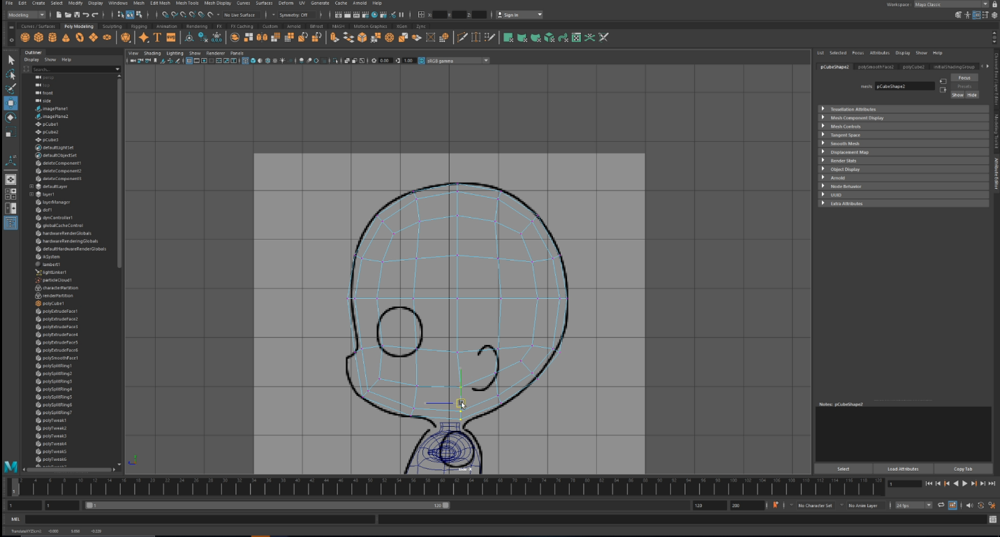 File Edit Create Select Modify Display Windows Mesh Edit Mesh Mesh Tools Mesh Display Curves Surfaces Deform UV Generate Cache Arnold Help
Workspace: Maya Classic
Modeling
No Live Surface
Symmetry: Off
X:
Y:
Z:
Sign In
Curves / Surfaces Poly Modeling Sculpting Rigging Animation Rendering FX FX Caching Custom Arnold Bifrost MASH Motion Graphics XGen Zync
Outliner
Display Show Help
Search...
persp
top
front
side
imagePlane1
imagePlane2
pCube1
pCube2
pCube3
defaultLightSet
defaultObjectSet
deleteComponent1
deleteComponent2
deleteComponent3
defaultLayer
layer1
layerManager
dof1
dynController1
globalCacheControl
hardwareRenderGlobals
hardwareRenderingGlobals
defaultHardwareRenderGlobals
ikSystem
lambert1
lightLinker1
particleCloud1
characterPartition
renderPartition
polyCube1
polyExtrudeFace1
polyExtrudeFace2
polyExtrudeFace3
polyExtrudeFace4
polyExtrudeFace5
polyExtrudeFace6
polySmoothFace1
polySplitRing1
polySplitRing2
polySplitRing3
polySplitRing4
polySplitRing5
polySplitRing6
polySplitRing7
polyTweak1
polyTweak2
polyTweak3
polyTweak4
polyTweak5
polyTweak6
View Shading Lighting Show Renderer Panels
0.00
1.00
sRGB gamma
side -X
List Selected Focus Attributes Display Show Help
pCubeShape2 polySmoothFace2 polyCube2 initialShadingGroup
mesh: pCubeShape2
Focus
Presets
Show Hide
Tessellation Attributes
Mesh Component Display
Mesh Controls
Tangent Space
Smooth Mesh
Displacement Map
Render Stats
Object Display
Arnold
Node Behavior
UUID
Extra Attributes
Notes: pCubeShape2
Select Load Attributes Copy Tab
Channel Box / Layer Editor
Modeling Toolkit
Attribute Editor
2 4 6 8 10 12 14 16 18 20 22 24 26 28 30 32 34 36 38 40 42 44 46 48 50 52 54 56 58 60 62 64 66 68 70 72 74 76 78 80 82 84 86 88 90 92 94 96 98 100 102 104 106 108 110 112 114 116 118 120
1
1
1 1 1 120 120 200 No Character Set No Anim Layer 24 fps
MEL
TranslateXYZ(cm): -0.000